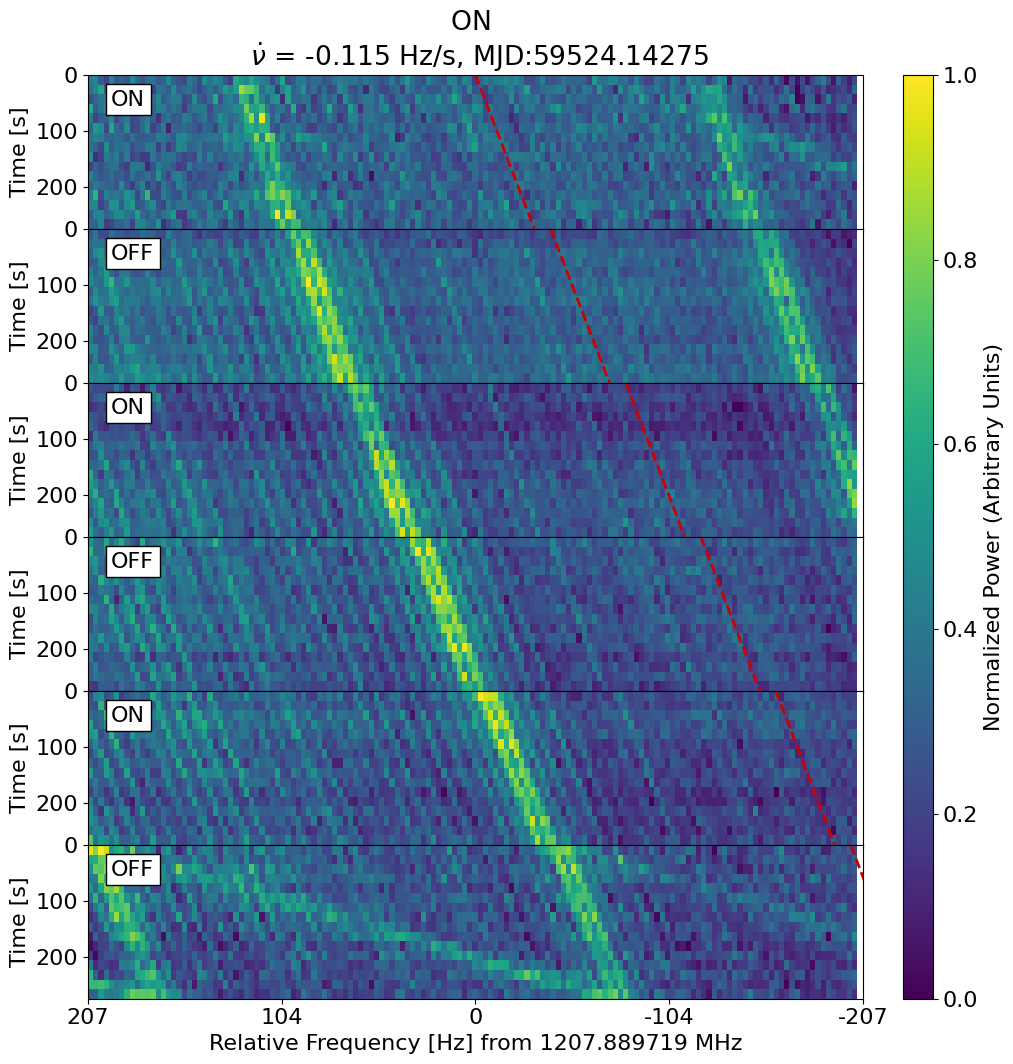 ON
ν̇ = -0.115 Hz/s, MJD:59524.14275
0
100
200
Time [s]
ON
0
100
200
Time [s]
OFF
0
100
200
Time [s]
ON
0
100
200
Time [s]
OFF
0
100
200
Time [s]
ON
0
100
200
Time [s]
OFF
207
104
0
-104
-207
Relative Frequency [Hz] from 1207.889719 MHz
1.0
0.8
0.6
0.4
0.2
0.0
Normalized Power (Arbitrary Units)